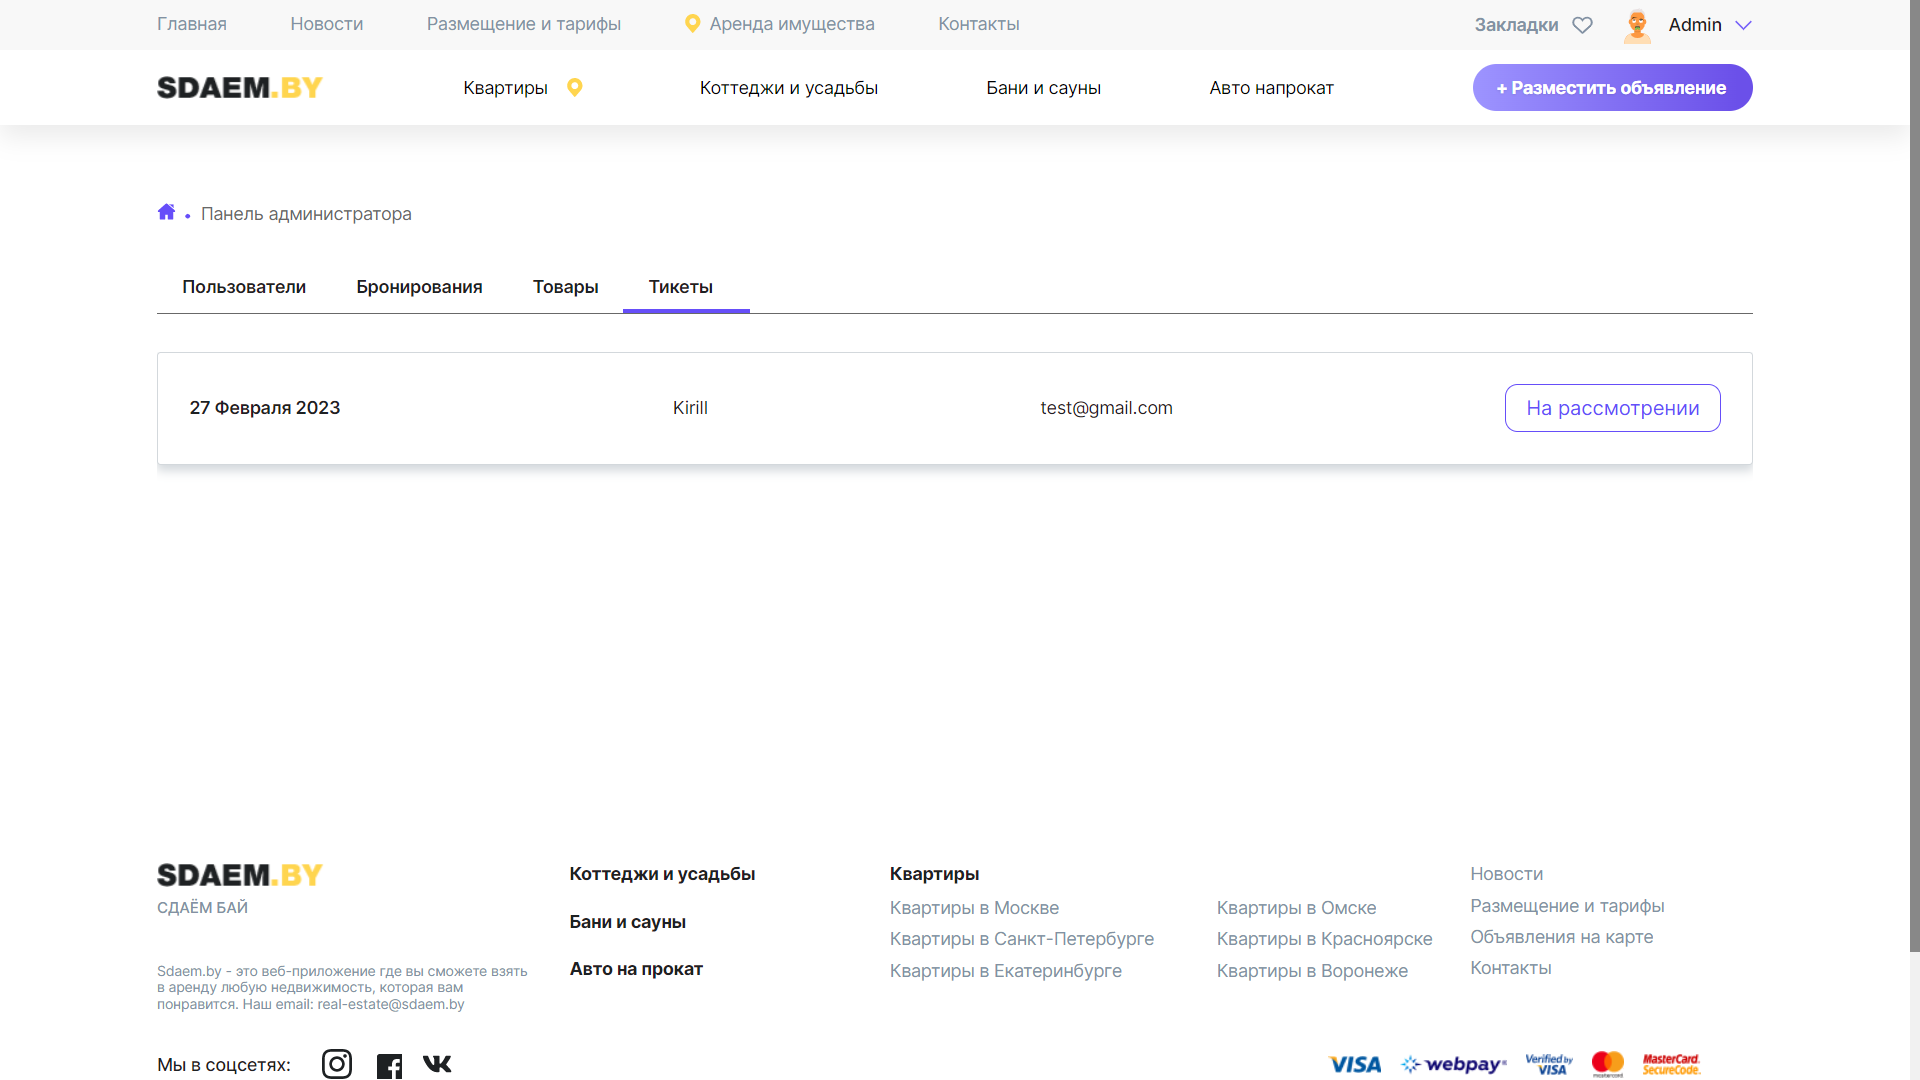 Главная Новости Размещение и тарифы Аренда имущества Контакты Закладки Admin
SDAEM.BY Квартиры Коттеджи и усадьбы Бани и сауны Авто напрокат + Разместить объявление
Панель администратора
Пользователи Бронирования Товары Тикеты
27 Февраля 2023 Kirill test@gmail.com На рассмотрении
SDAEM.BY
СДАЁМ БАЙ
Sdaem.by - это веб-приложение где вы сможете взять
в аренду любую недвижимость, которая вам
понравится. Наш email: real-estate@sdaem.by
Коттеджи и усадьбы
Бани и сауны
Авто на прокат
Квартиры
Квартиры в Москве
Квартиры в Санкт-Петербурге
Квартиры в Екатеринбурге
Квартиры в Омске
Квартиры в Красноярске
Квартиры в Воронеже
Новости
Размещение и тарифы
Объявления на карте
Контакты
Мы в соцсетях:
VISA webpay Verified by VISA mastercard MasterCard. SecureCode.